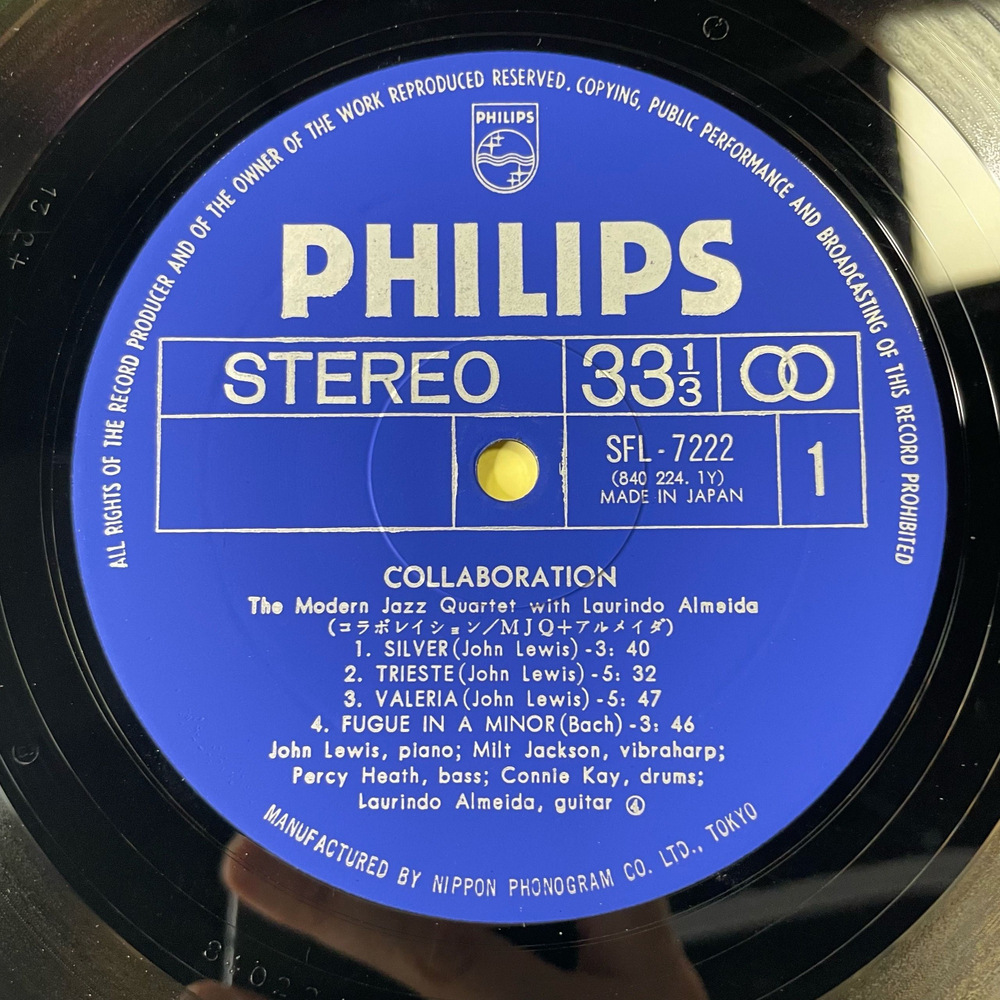 ALL RIGHTS OF THE RECORD PRODUCER AND OF THE OWNER OF THE WORK REPRODUCED RESERVED. COPYING, PUBLIC PERFORMANCE AND BROADCASTING OF THIS RECORD PROHIBITED
PHILIPS
PHILIPS
STEREO 33 1/3
SFL-7222 1
(840 224. 1Y)
MADE IN JAPAN
COLLABORATION
The Modern Jazz Quartet with Laurindo Almeida
(コラボレイション/MJQ+アルメイダ)
1. SILVER (John Lewis) -3: 40
2. TRIESTE (John Lewis) -5: 32
3. VALERIA (John Lewis) -5: 47
4. FUGUE IN A MINOR (Bach) -3: 46
John Lewis, piano; Milt Jackson, vibraharp;
Percy Heath, bass; Connie Kay, drums;
Laurindo Almeida, guitar ④
MANUFACTURED BY NIPPON PHONOGRAM CO. LTD., TOKYO